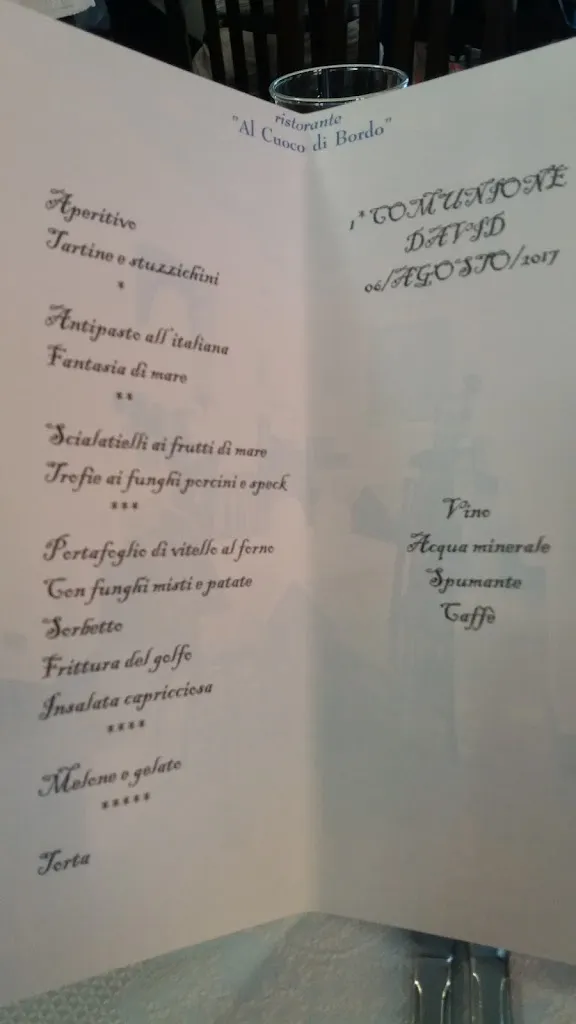 ristorante
"Al Cuoco di Bordo"
Aperitivo
Tartine e stuzzichini
*
Antipasto all'italiana
Fantasia di mare
**
Scialatielli ai frutti di mare
Trofie ai funghi porcini e speck
***
Portafoglio di vitello al forno
Con funghi misti e patate
Sorbetto
Frittura del golfo
Insalata capricciosa
****
Melone e gelato
*****
Torta
1* COMUNIONE
DAVID
06/AGOSTO/2017
Vino
Acqua minerale
Spumante
Caffè